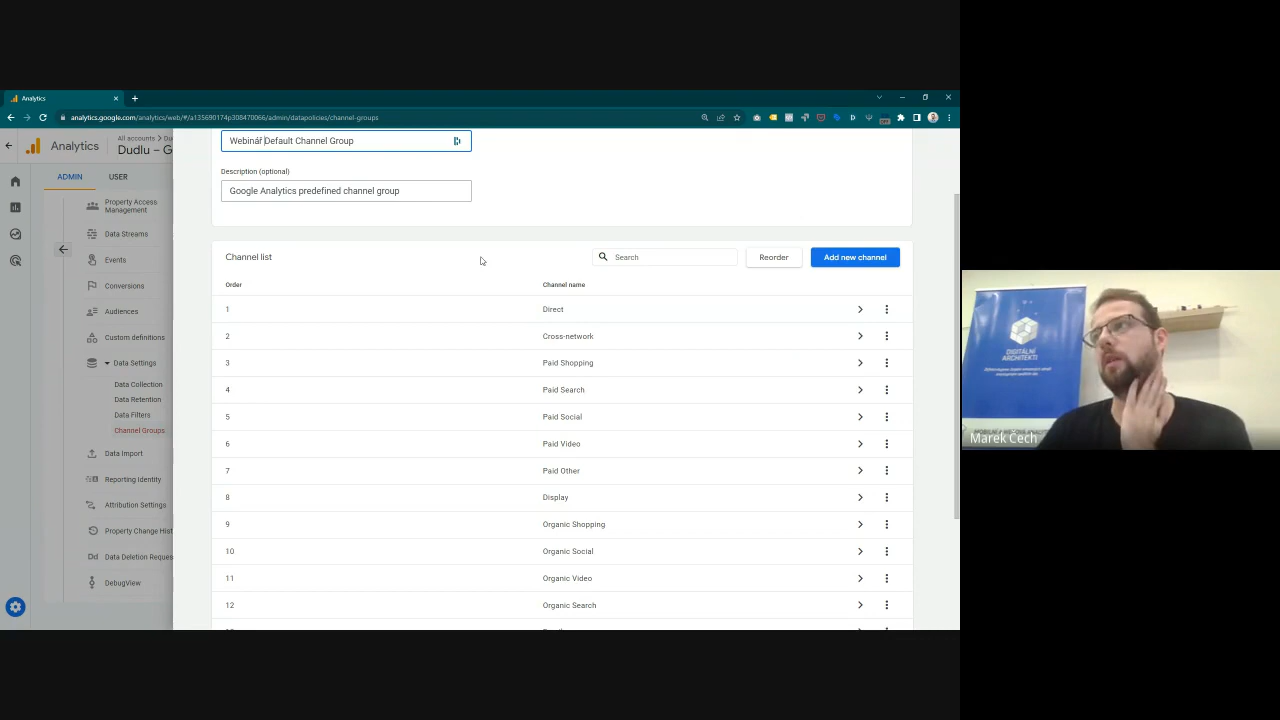 Analytics
analytics.google.com/analytics/web/#/a135690174p308470066/admin/datapolicies/channel-groups
Analytics
All accounts > Du
Dudlu – G
ADMIN
USER
Property Access
Management
Data Streams
Events
Conversions
Audiences
Custom definitions
Data Settings
Data Collection
Data Retention
Data Filters
Channel Groups
Data Import
Reporting Identity
Attribution Settings
Property Change Hist
Dd Data Deletion Reques
DebugView
Webinář Default Channel Group
Description (optional)
Google Analytics predefined channel group
Channel list
Search
Reorder
Add new channel
Order
Channel name
1 Direct
2 Cross-network
3 Paid Shopping
4 Paid Search
5 Paid Social
6 Paid Video
7 Paid Other
8 Display
9 Organic Shopping
10 Organic Social
11 Organic Video
12 Organic Search
DIGITÁLNÍ
ARCHITEKTI
Marek Čech